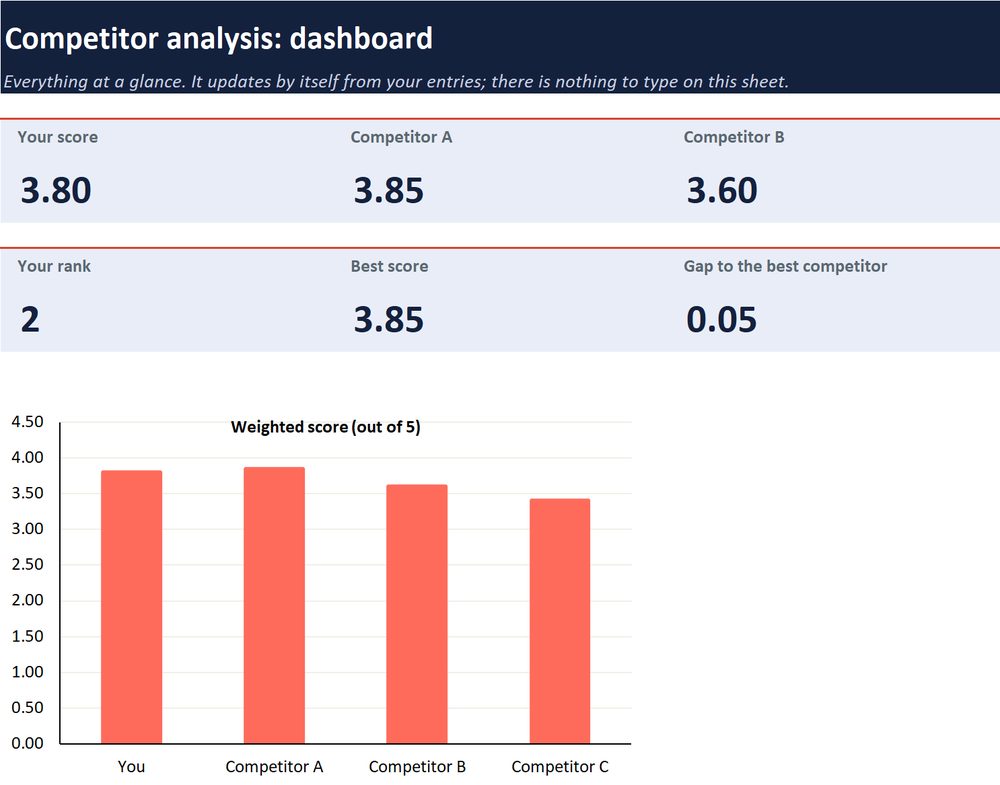 Competitor analysis: dashboard
Everything at a glance. It updates by itself from your entries; there is nothing to type on this sheet.
Your score Competitor A Competitor B
3.80 3.85 3.60
Your rank Best score Gap to the best competitor
2 3.85 0.05
Weighted score (out of 5)
4.50
4.00
3.50
3.00
2.50
2.00
1.50
1.00
0.50
0.00
You Competitor A Competitor B Competitor C